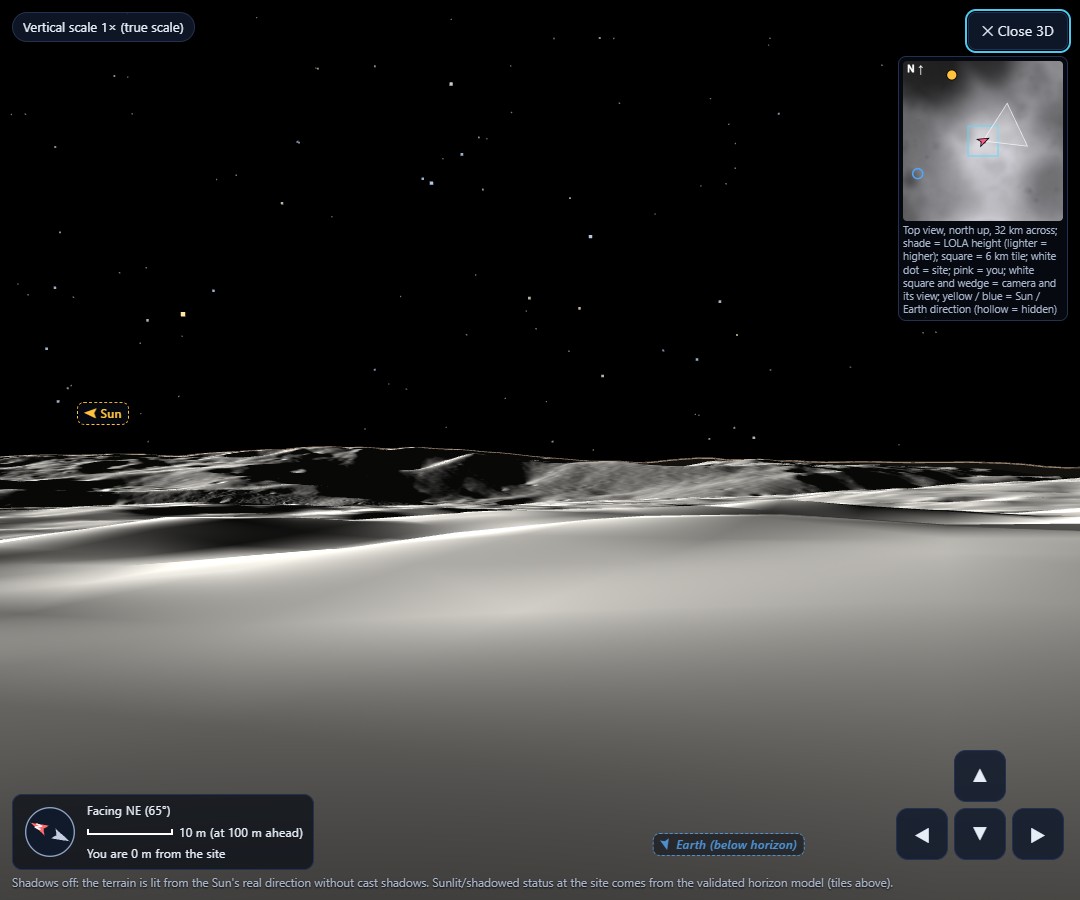 Vertical scale 1× (true scale)
✕ Close 3D
N ↑
Top view, north up, 32 km across;
shade = LOLA height (lighter =
higher); square = 6 km tile; white
dot = site; pink = you; white
square and wedge = camera and
its view; yellow / blue = Sun /
Earth direction (hollow = hidden)
Sun
Facing NE (65°)
10 m (at 100 m ahead)
You are 0 m from the site
Earth (below horizon)
Shadows off: the terrain is lit from the Sun's real direction without cast shadows. Sunlit/shadowed status at the site comes from the validated horizon model (tiles above).